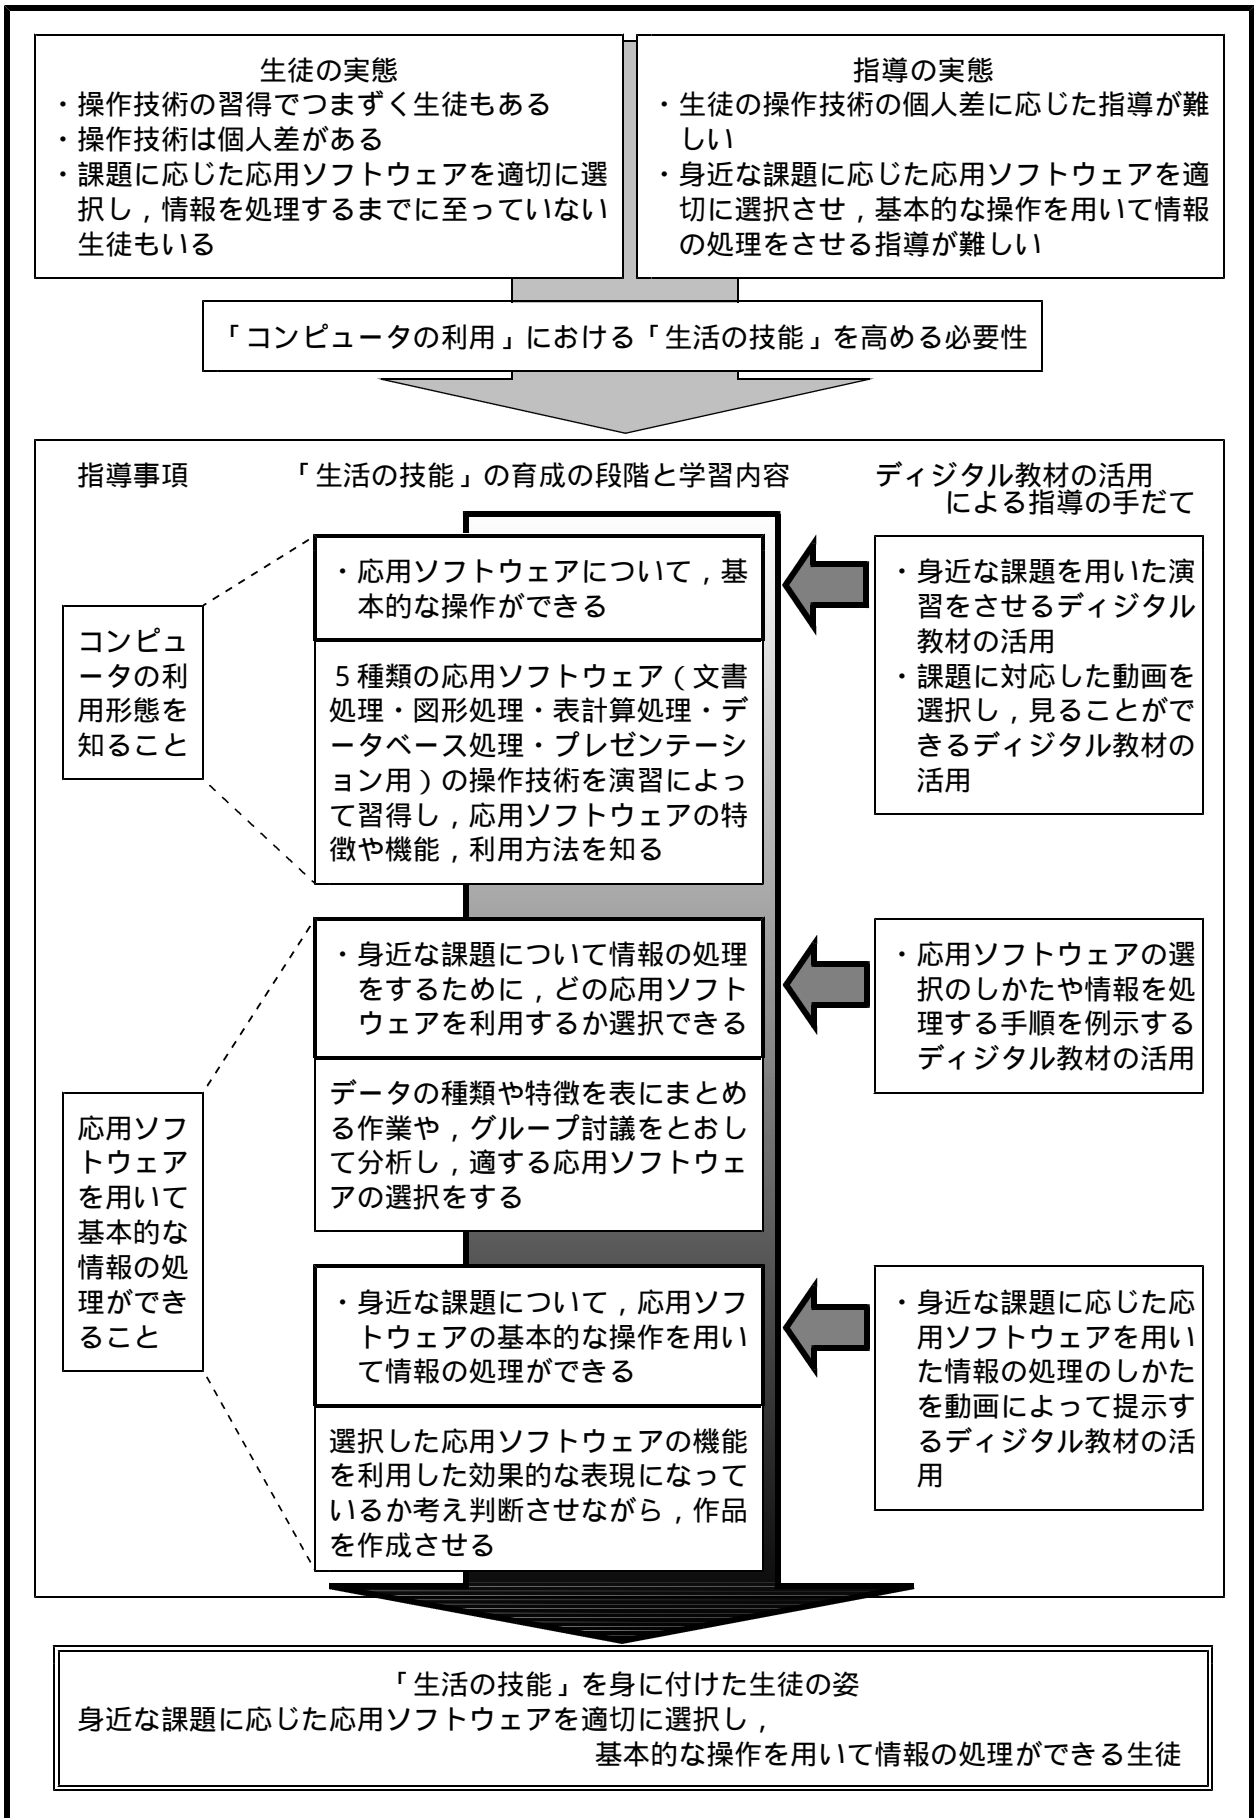 生徒の実態
・操作技術の習得でつまずく生徒もある
・操作技術は個人差がある
・課題に応じた応用ソフトウェアを適切に選
択し，情報を処理するまでに至っていない
生徒もいる
指導の実態
・生徒の操作技術の個人差に応じた指導が難
しい
・身近な課題に応じた応用ソフトウェアを適
切に選択させ，基本的な操作を用いて情報
の処理をさせる指導が難しい
「コンピュータの利用」における「生活の技能」を高める必要性
指導事項
「生活の技能」の育成の段階と学習内容
ディジタル教材の活用
による指導の手だて
コンピュ
ータの利
用形態を
知ること
・応用ソフトウェアについて，基
本的な操作ができる
５種類の応用ソフトウェア（文書
処理・図形処理・表計算処理・デ
ータベース処理・プレゼンテーシ
ョン用）の操作技術を演習によっ
て習得し，応用ソフトウェアの特
徴や機能，利用方法を知る
・身近な課題を用いた演
習をさせるディジタル
教材の活用
・課題に対応した動画を
選択し，見ることがで
きるディジタル教材の
活用
応用ソフ
トウェア
を用いて
基本的な
情報の処
理ができ
ること
・身近な課題について情報の処理
をするために，どの応用ソフト
ウェアを利用するか選択できる
データの種類や特徴を表にまとめ
る作業や，グループ討議をとおし
て分析し，適する応用ソフトウェ
アの選択をする
・応用ソフトウェアの選
択のしかたや情報を処
理する手順を例示する
ディジタル教材の活用
・身近な課題について，応用ソフ
トウェアの基本的な操作を用い
て情報の処理ができる
選択した応用ソフトウェアの機能
を利用した効果的な表現になって
いるか考え判断させながら，作品
を作成させる
・身近な課題に応じた応
用ソフトウェアを用い
た情報の処理のしかた
を動画によって提示す
るディジタル教材の活
用
「生活の技能」を身に付けた生徒の姿
身近な課題に応じた応用ソフトウェアを適切に選択し，
基本的な操作を用いて情報の処理ができる生徒